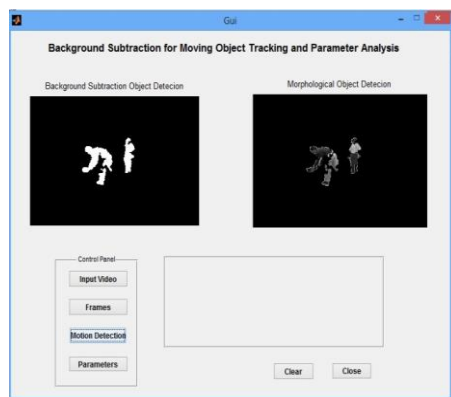 Gui
Background Subtraction for Moving Object Tracking and Parameter Analysis
Background Subtraction Object Detecion
Morphological Object Detecion
Control Panel
Input Video
Frames
Motion Detection
Parameters
Clear
Close